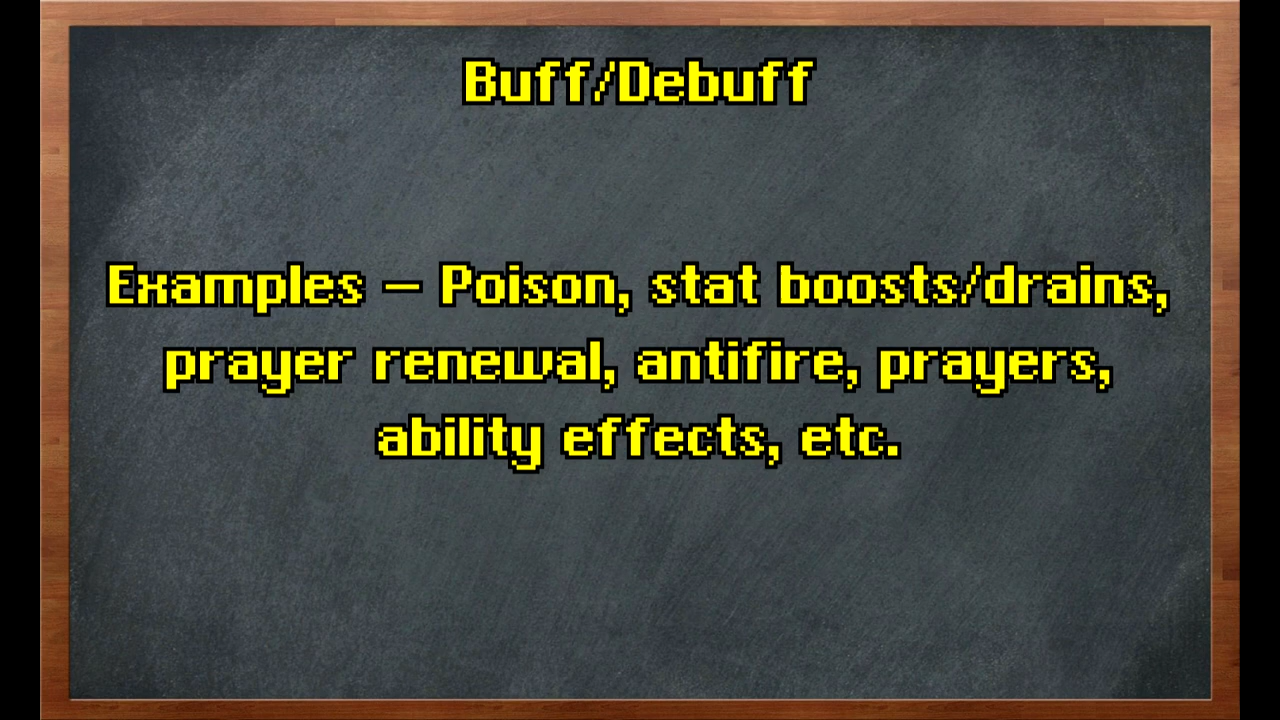 Buff/Debuff
Examples – Poison, stat boosts/drains,
prayer renewal, antifire, prayers,
ability effects, etc.